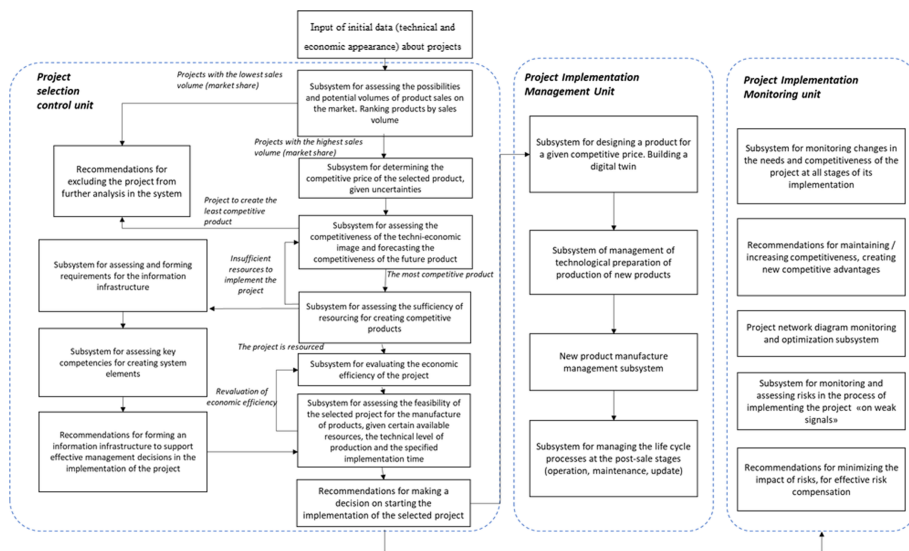 Input of initial data (technical and
economic appearance) about projects
Project
selection
control unit
Projects with the lowest sales
volume (market share)
Subsystem for assessing the possibilities
and potential volumes of product sales on
the market. Ranking products by sales
volume
Projects with the highest sales
volume (market share)
Recommendations for
excluding the project from
further analysis in the system
Subsystem for determining the
competitive price of the selected product,
given uncertainties
Project to create the
least competitive
product
Subsystem for assessing the
competitiveness of the techni-economic
image and forecasting the
competitiveness of the future product
Subsystem for assessing and forming
requirements for the information
infrastructure
Insufficient
resources to
implement the
project
The most competitive product
Subsystem for assessing the sufficiency of
resourcing for creating competitive
products
Subsystem for assessing key
competencies for creating system
elements
The project is resourced
Subsystem for evaluating the economic
efficiency of the project
Revaluation of
economic efficiency
Subsystem for assessing the feasibility of
the selected project for the manufacture
of products, given certain available
resources, the technical level of
production and the specified
implementation time
Recommendations for forming an
information infrastructure to support
effective management decisions in the
implementation of the project
Recommendations for making a
decision on starting the
implementation of the selected project
Project Implementation
Management Unit
Subsystem for designing a product for
a given competitive price. Building a
digital twin
Subsystem of management of
technological preparation of
production of new products
New product manufacture
management subsystem
Subsystem for managing the life cycle
processes at the post-sale stages
(operation, maintenance, update)
Project Implementation
Monitoring unit
Subsystem for monitoring changes in
the needs and competitiveness of the
project at all stages of its
implementation
Recommendations for maintaining /
increasing competitiveness, creating
new competitive advantages
Project network diagram monitoring
and optimization subsystem
Subsystem for monitoring and
assessing risks in the process of
implementing the project «on weak
signals»
Recommendations for minimizing the
impact of risks, for effective risk
compensation